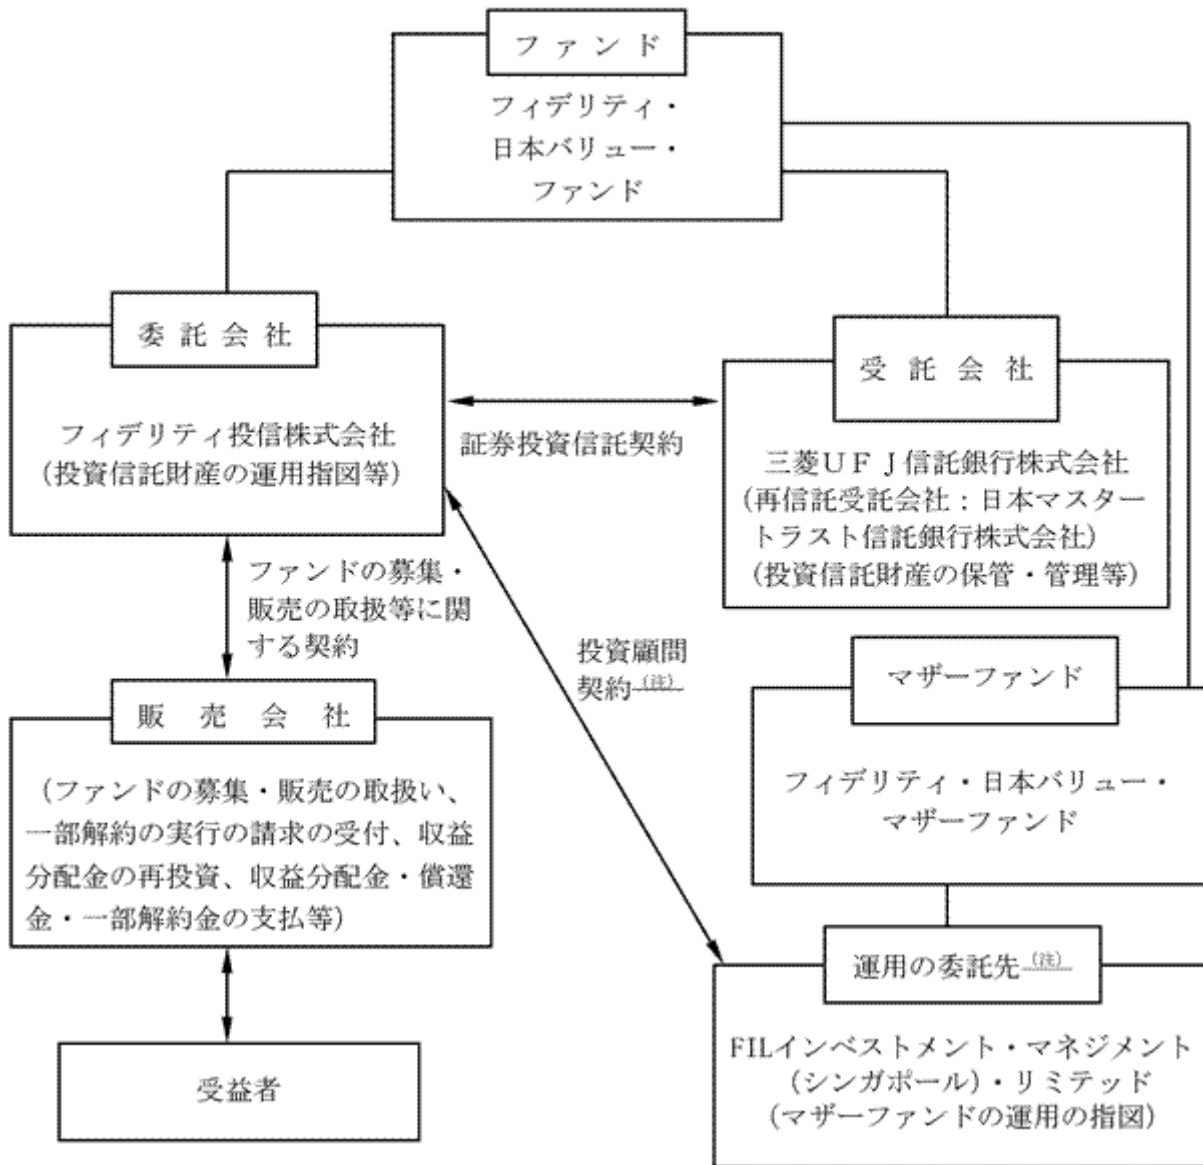 ファンド
フィデリティ・
日本バリュー・
ファンド
委託会社
フィデリティ投信株式会社
(投資信託財産の運用指図等)
証券投資信託契約
受託会社
三菱ＵＦＪ信託銀行株式会社
(再信託受託会社：日本マスター
トラスト信託銀行株式会社)
(投資信託財産の保管・管理等)
ファンドの募集・
販売の取扱等に関
する契約
投資顧問
契約(注)
販売会社
(ファンドの募集・販売の取扱い、
一部解約の実行の請求の受付、収益
分配金の再投資、収益分配金・償還
金・一部解約金の支払等)
受益者
マザーファンド
フィデリティ・日本バリュー・
マザーファンド
運用の委託先(注)
FILインベストメント・マネジメント
(シンガポール)・リミテッド
(マザーファンドの運用の指図)